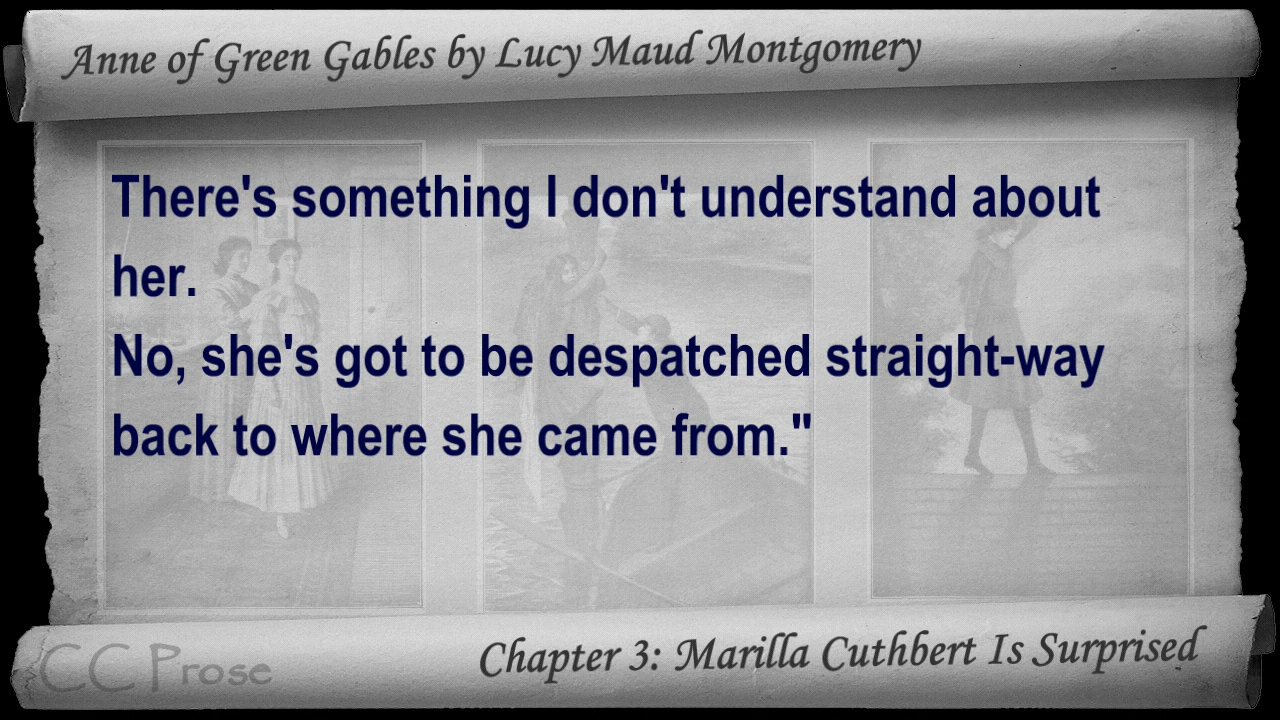 Anne of Green Gables by Lucy Maud Montgomery
There's something I don't understand about
her.
No, she's got to be despatched straight-way
back to where she came from."
CC Prose
Chapter 3: Marilla Cuthbert Is Surprised